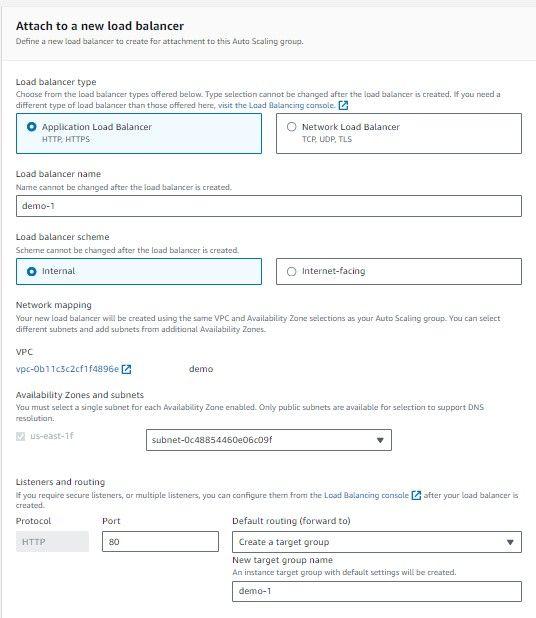 Attach to a new load balancer
Define a new load balancer to create for attachment to this Auto Scaling group.
Load balancer type
Choose from the load balancer types offered below. Type selection cannot be changed after the load balancer is created. If you need a
different type of load balancer than those offered here, visit the Load Balancing console.
Application Load Balancer
HTTP, HTTPS
Network Load Balancer
TCP, UDP, TLS
Load balancer name
Name cannot be changed after the load balancer is created.
demo-1
Load balancer scheme
Scheme cannot be changed after the load balancer is created.
Internal
Internet-facing
Network mapping
Your new load balancer will be created using the same VPC and Availability Zone selections as your Auto Scaling group. You can select
different subnets and add subnets from additional Availability Zones.
VPC
vpc-0b11c3c2cf1f4896e demo
Availability Zones and subnets
You must select a single subnet for each Availability Zone enabled. Only public subnets are available for selection to support DNS
resolution.
us-east-1f
subnet-0c48854460e06c09f
Listeners and routing
If you require secure listeners, or multiple listeners, you can configure them from the Load Balancing console after your load balancer is
created.
Protocol
Port
Default routing (forward to)
HTTP
80
Create a target group
New target group name
An instance target group with default settings will be created.
demo-1